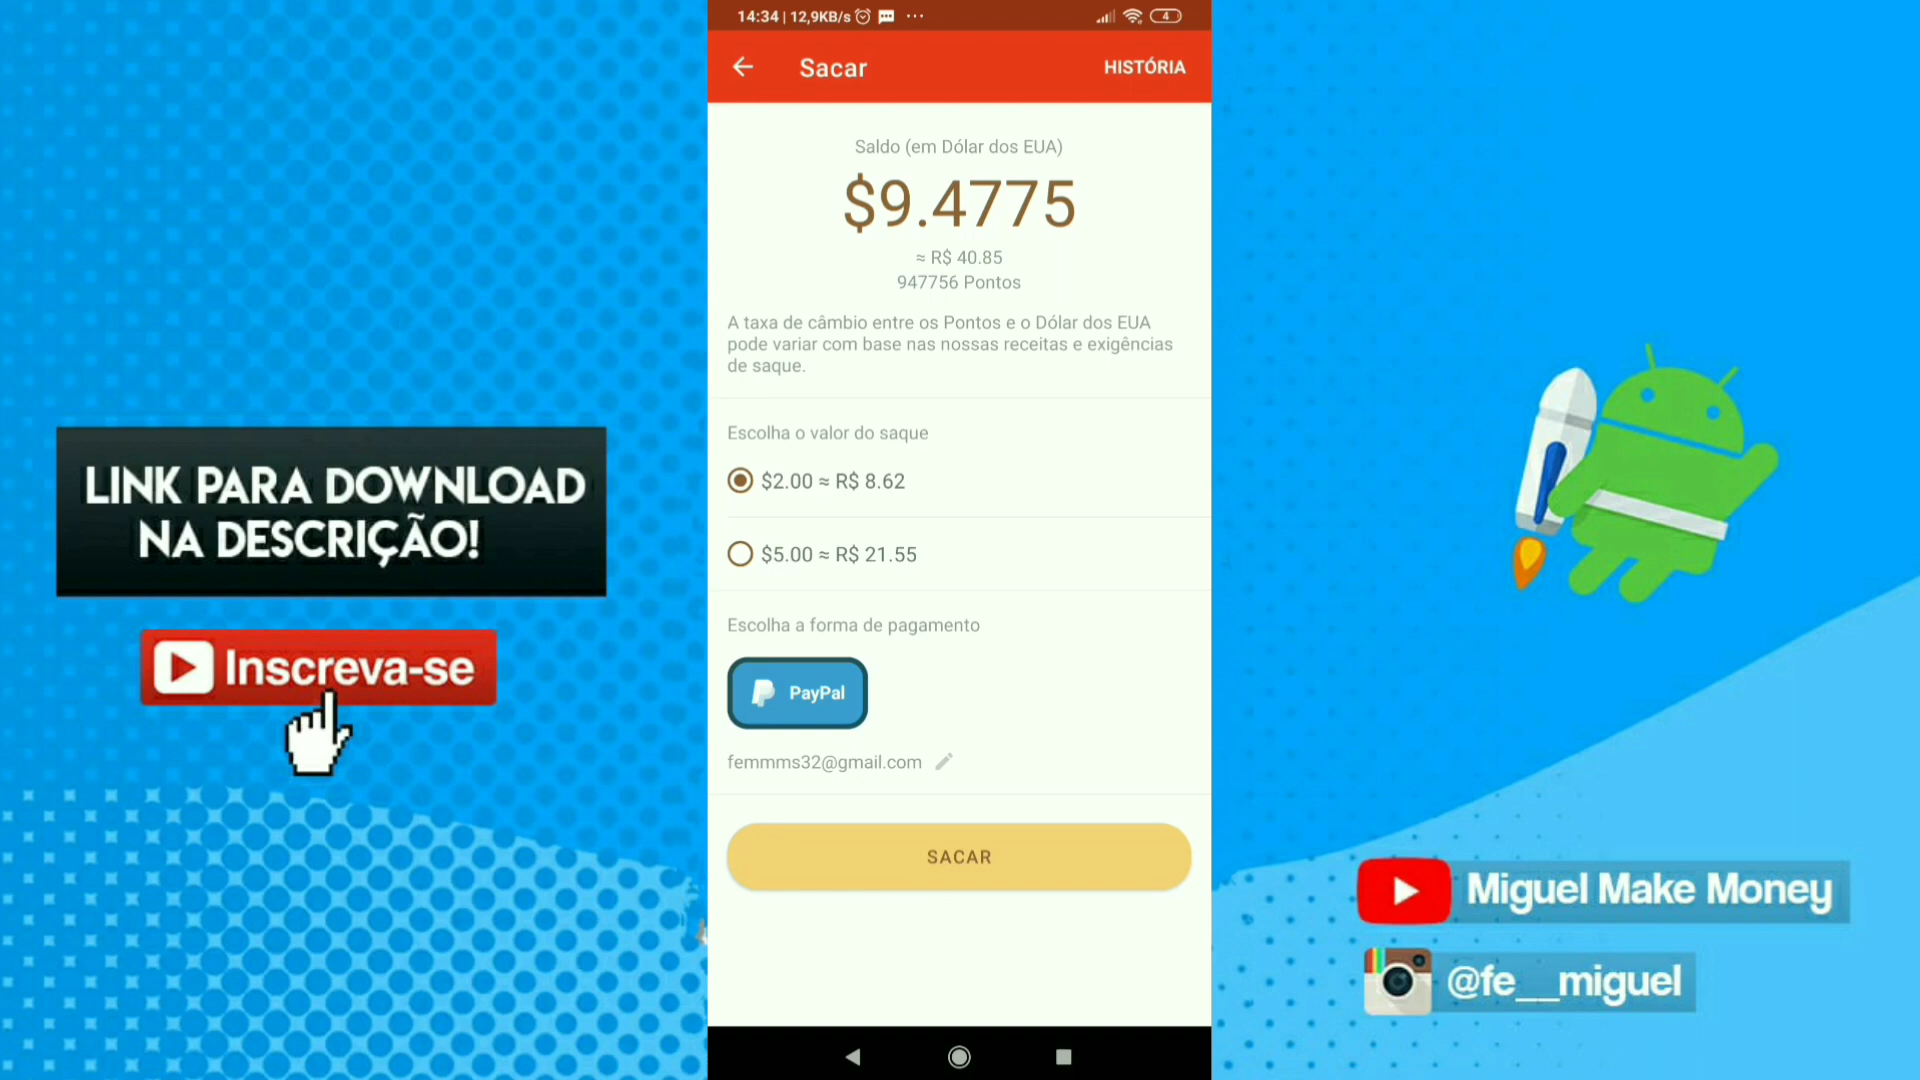 14:34 | 12,9KB/s
4
Sacar
HISTÓRIA
Saldo (em Dólar dos EUA)
$9.4775
≈ R$ 40.85
947756 Pontos
A taxa de câmbio entre os Pontos e o Dólar dos EUA
pode variar com base nas nossas receitas e exigências
de saque.
Escolha o valor do saque
$2.00 ≈ R$ 8.62
$5.00 ≈ R$ 21.55
Escolha a forma de pagamento
PayPal
femmms32@gmail.com
SACAR
LINK PARA DOWNLOAD
NA DESCRIÇÃO!
Inscreva-se
Miguel Make Money
@fe__miguel